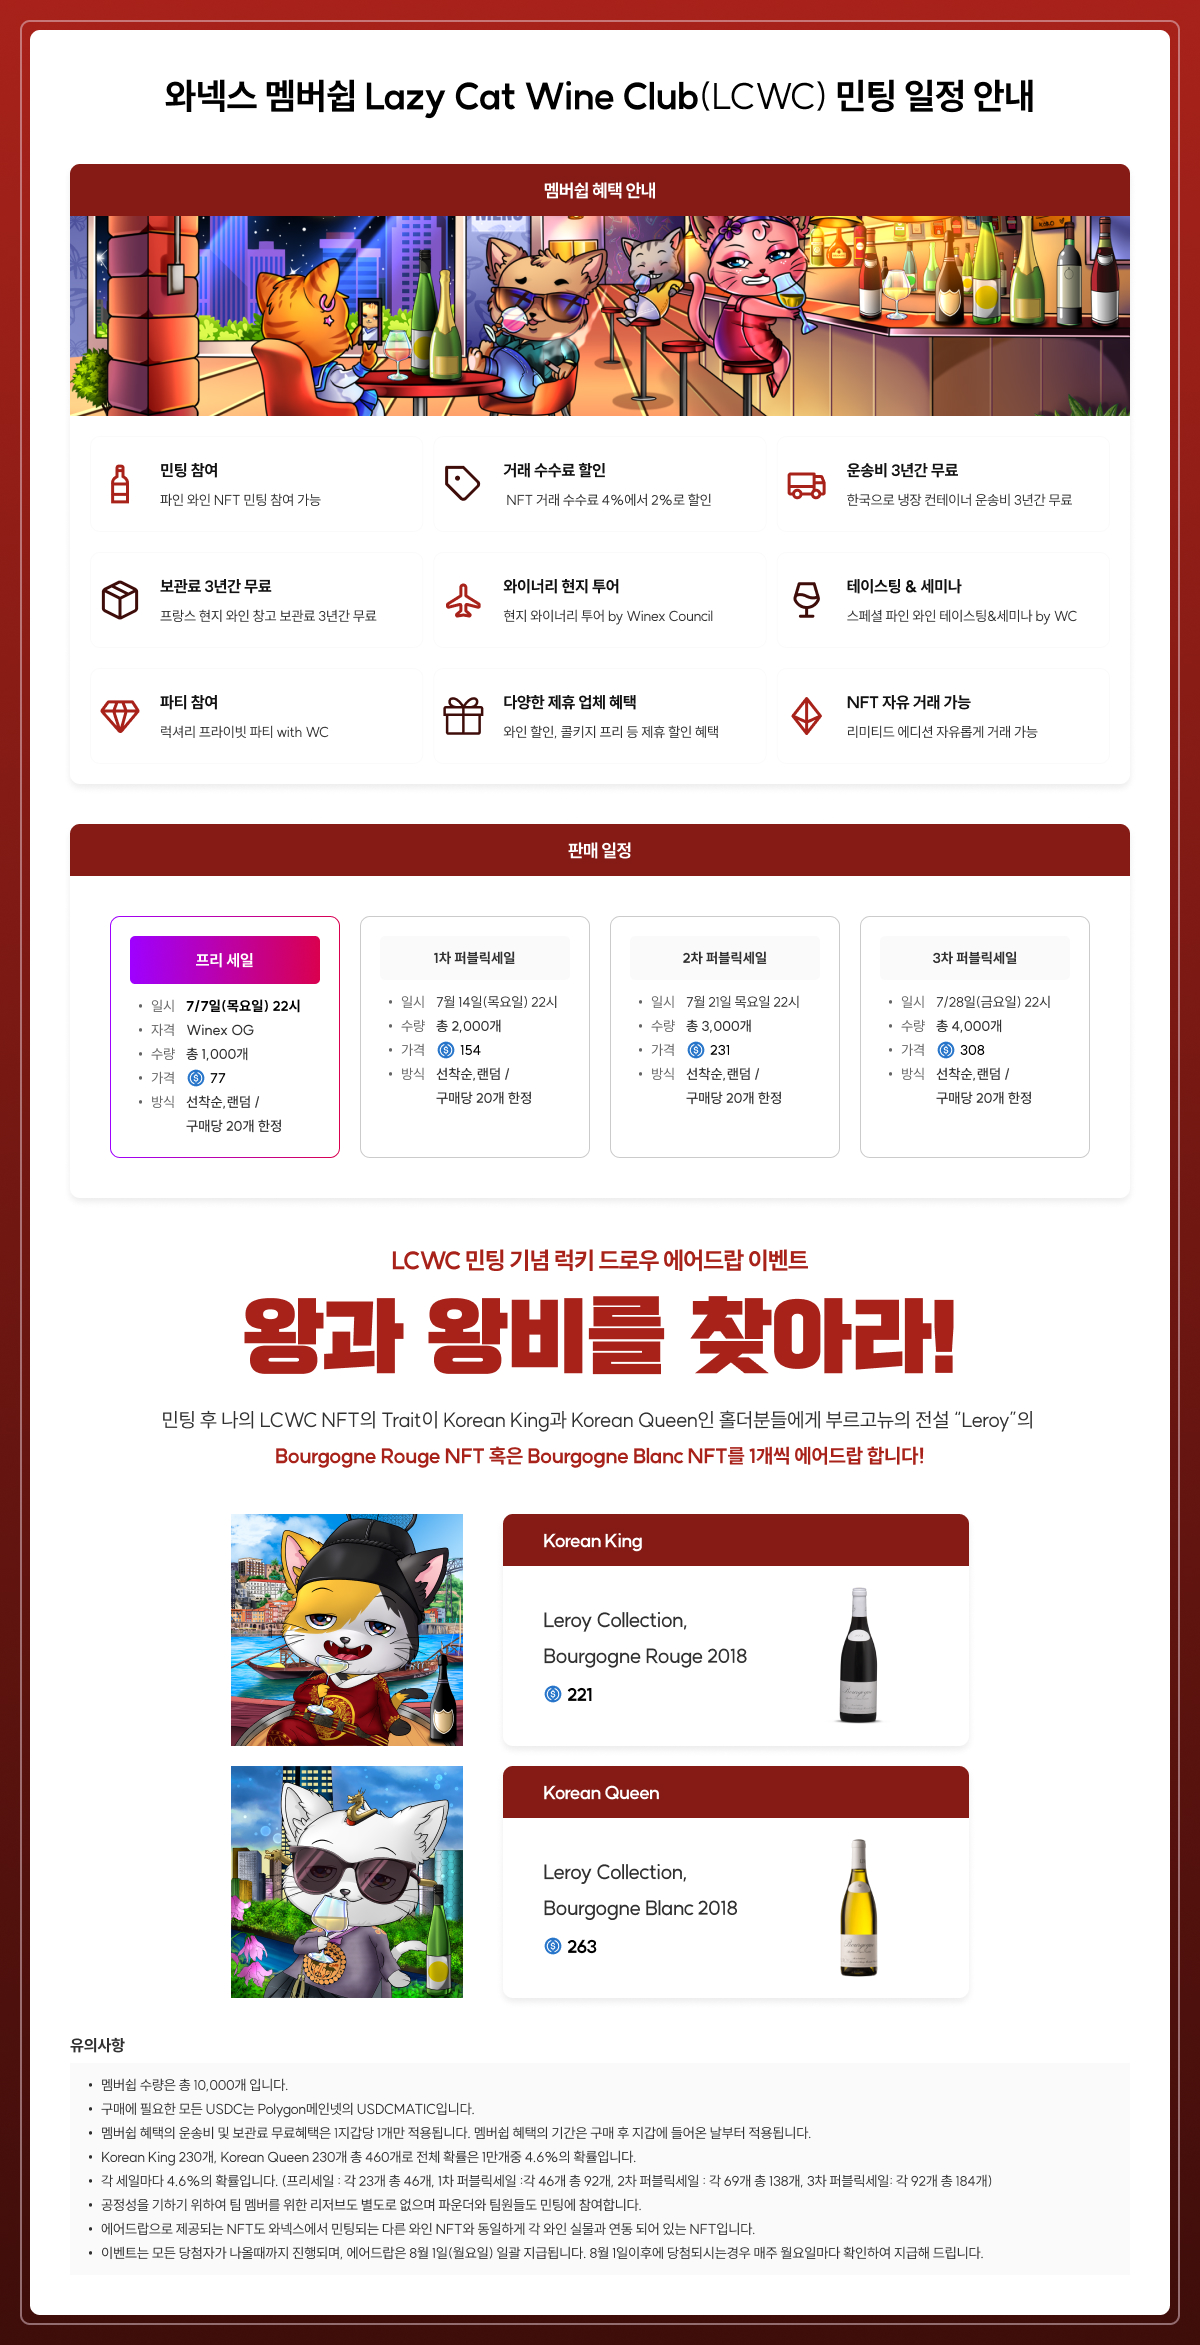 와넥스 멤버쉽 Lazy Cat Wine Club(LCWC) 민팅 일정 안내
멤버쉽 혜택 안내
MENU
민팅 참여
파인 와인 NFT 민팅 참여 가능
거래 수수료 할인
NFT 거래 수수료 4%에서 2%로 할인
운송비 3년간 무료
한국으로 냉장 컨테이너 운송비 3년간 무료
보관료 3년간 무료
프랑스 현지 와인 창고 보관료 3년간 무료
와이너리 현지 투어
현지 와이너리 투어 by Winex Council
테이스팅 & 세미나
스페셜 파인 와인 테이스팅&세미나 by WC
파티 참여
럭셔리 프라이빗 파티 with WC
다양한 제휴 업체 혜택
와인 할인, 콜키지 프리 등 제휴 할인 혜택
NFT 자유 거래 가능
리미티드 에디션 자유롭게 거래 가능
판매 일정
프리 세일
• 일시 7/7일(목요일) 22시
• 자격 Winex OG
• 수량 총 1,000개
• 가격 77
• 방식 선착순,랜덤 /
구매당 20개 한정
1차 퍼블릭세일
• 일시 7월 14일(목요일) 22시
• 수량 총 2,000개
• 가격 154
• 방식 선착순,랜덤 /
구매당 20개 한정
2차 퍼블릭세일
• 일시 7월 21일 목요일 22시
• 수량 총 3,000개
• 가격 231
• 방식 선착순,랜덤 /
구매당 20개 한정
3차 퍼블릭세일
• 일시 7/28일(금요일) 22시
• 수량 총 4,000개
• 가격 308
• 방식 선착순,랜덤 /
구매당 20개 한정
LCWC 민팅 기념 럭키 드로우 에어드랍 이벤트
왕과 왕비를 찾아라!
민팅 후 나의 LCWC NFT의 Trait이 Korean King과 Korean Queen인 홀더분들에게 부르고뉴의 전설 “Leroy”의
Bourgogne Rouge NFT 혹은 Bourgogne Blanc NFT를 1개씩 에어드랍 합니다!
Korean King
Leroy Collection,
Bourgogne Rouge 2018
221
Bourgogne
Korean Queen
Leroy Collection,
Bourgogne Blanc 2018
263
Bourgogne
유의사항
• 멤버쉽 수량은 총 10,000개 입니다.
• 구매에 필요한 모든 USDC는 Polygon메인넷의 USDCMATIC입니다.
• 멤버쉽 혜택의 운송비 및 보관료 무료혜택은 1지갑당 1개만 적용됩니다. 멤버쉽 혜택의 기간은 구매 후 지갑에 들어온 날부터 적용됩니다.
• Korean King 230개, Korean Queen 230개 총 460개로 전체 확률은 1만개중 4.6%의 확률입니다.
• 각 세일마다 4.6%의 확률입니다. (프리세일 : 각 23개 총 46개, 1차 퍼블릭세일 :각 46개 총 92개, 2차 퍼블릭세일 : 각 69개 총 138개, 3차 퍼블릭세일: 각 92개 총 184개)
• 공정성을 기하기 위하여 팀 멤버를 위한 리저브도 별도로 없으며 파운더와 팀원들도 민팅에 참여합니다.
• 에어드랍으로 제공되는 NFT도 와넥스에서 민팅되는 다른 와인 NFT와 동일하게 각 와인 실물과 연동 되어 있는 NFT입니다.
• 이벤트는 모든 당첨자가 나올때까지 진행되며, 에어드랍은 8월 1일(월요일) 일괄 지급됩니다. 8월 1일이후에 당첨되시는경우 매주 월요일마다 확인하여 지급해 드립니다.